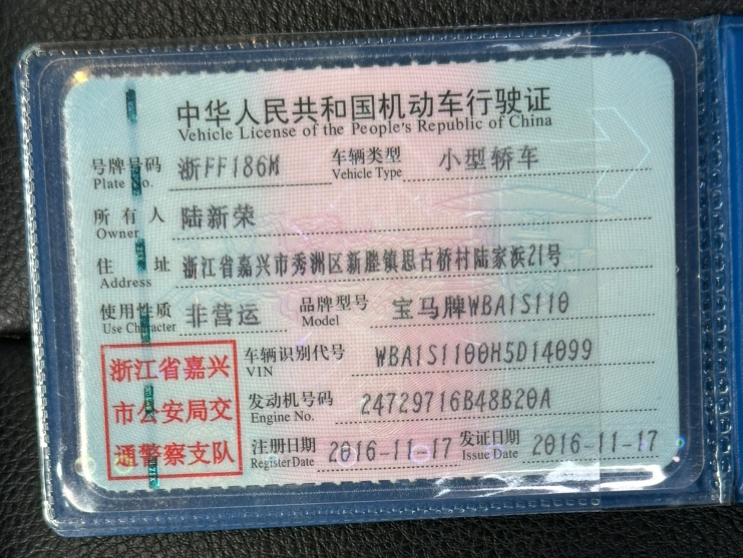 中华人民共和国机动车行驶证
Vehicle License of the People's Republic of China
号牌号码 浙FF186M 车辆类型 小型轿车
Plate No. Vehicle Type
所有人 陆新荣
Owner
住址 浙江省嘉兴市秀洲区新塍镇思古桥村陆家浜21号
Address
使用性质 非营运 品牌型号 宝马牌WBA1S110
Use Character Model
车辆识别代号 WBA1S1100H5D14099
VIN
发动机号码 24729716B48B20A
Engine No.
注册日期 2016-11-17 发证日期 2016-11-17
Register Date Issue Date
浙江省嘉兴
市公安局交
通警察支队